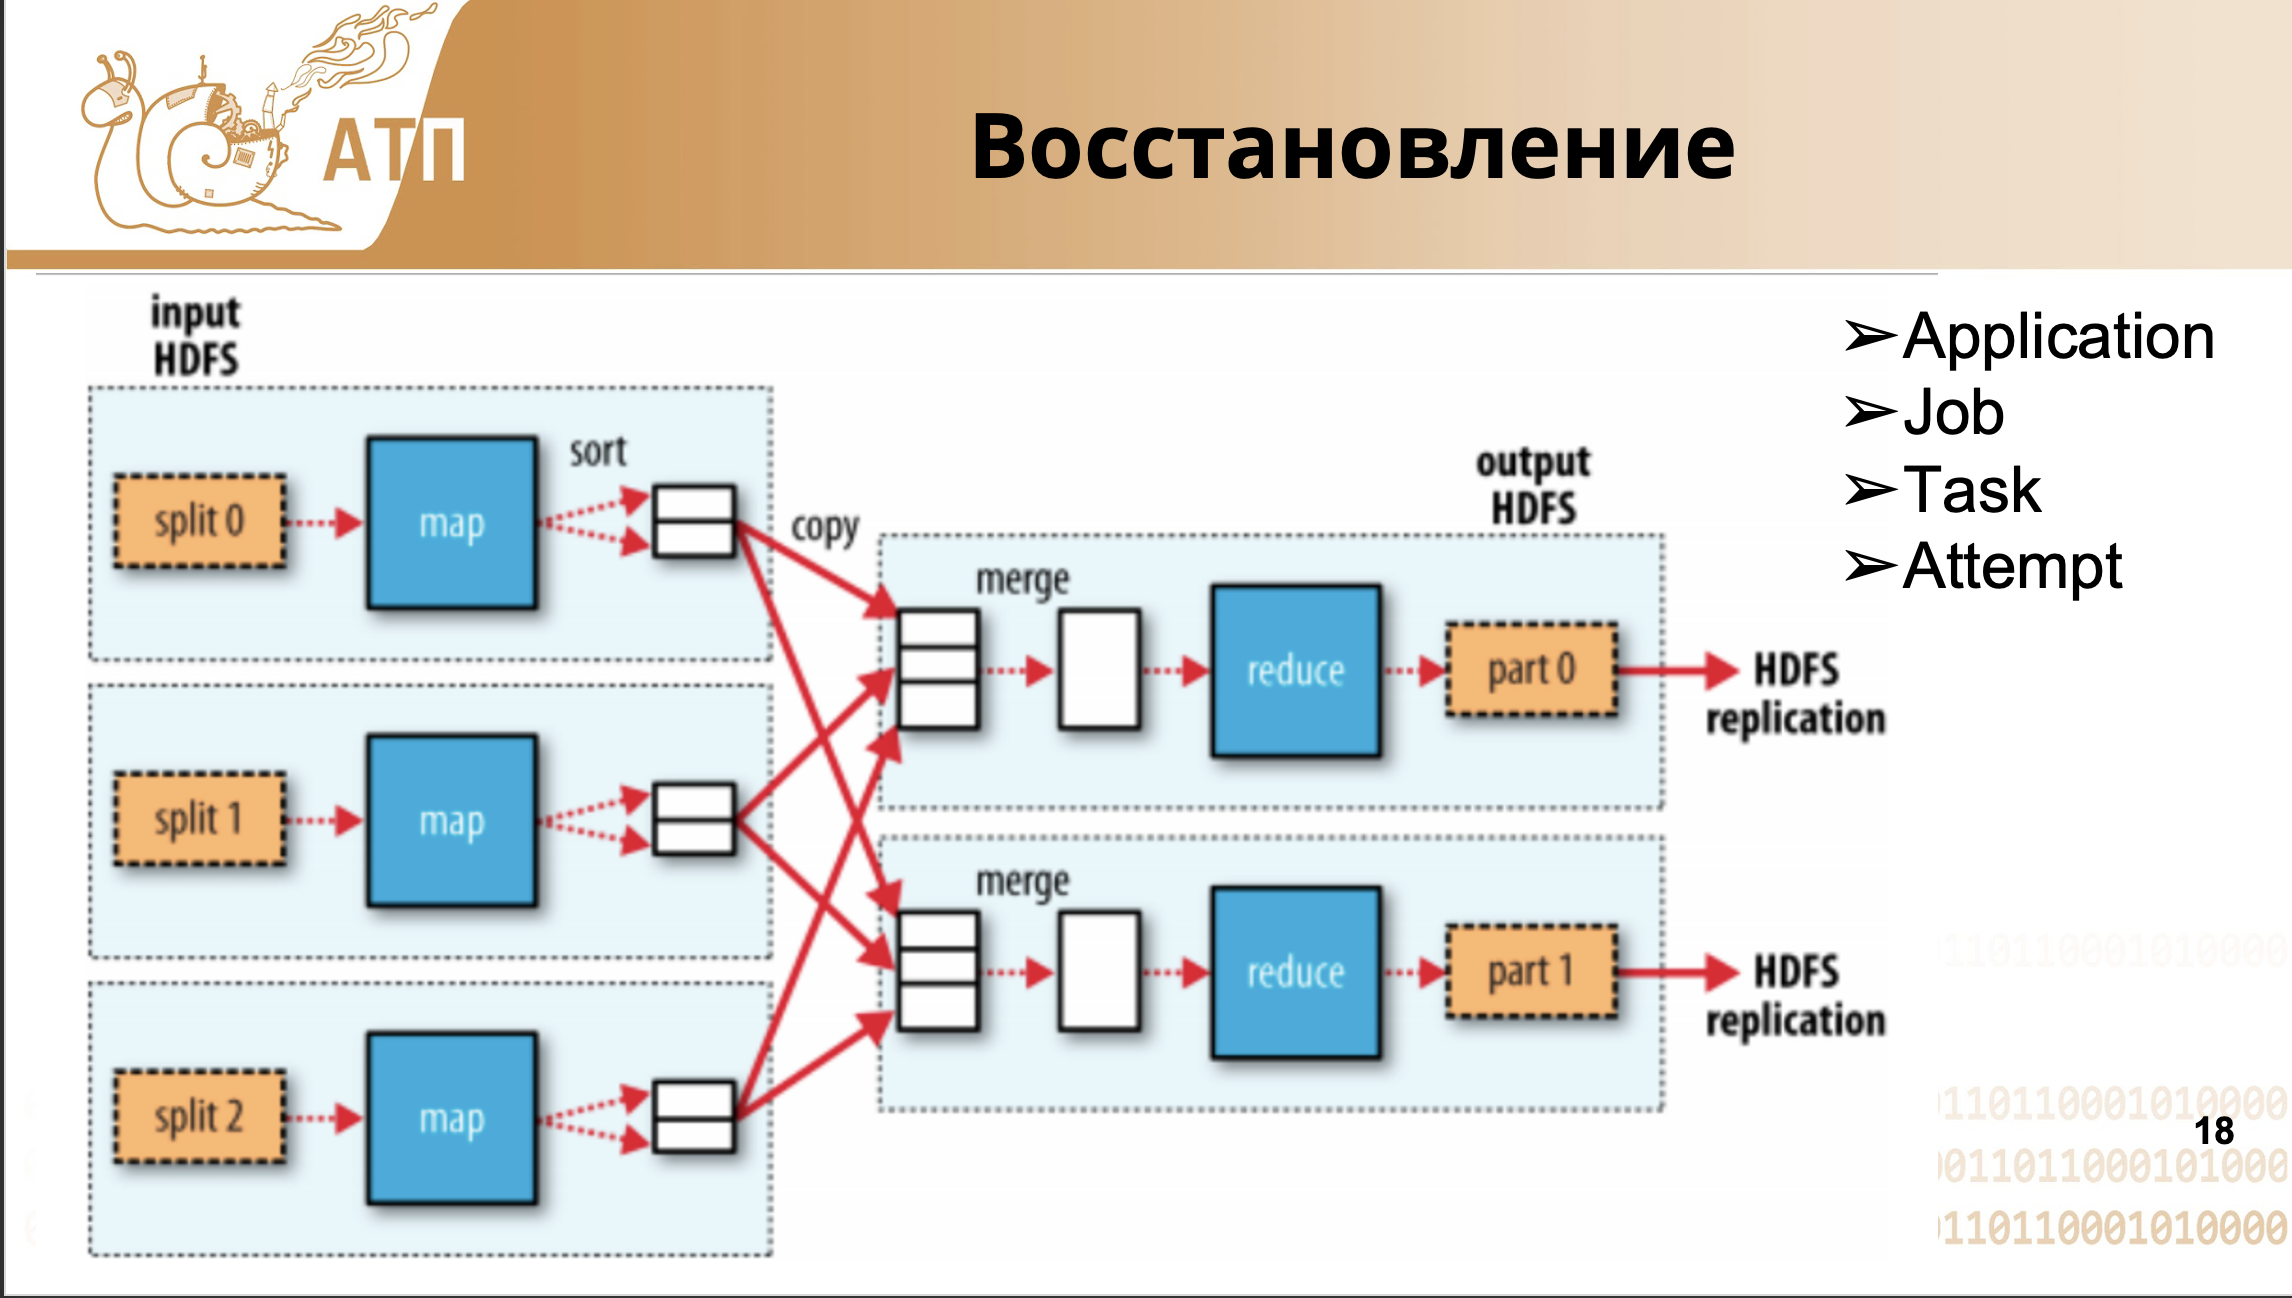 АТП
Восстановление
input
HDFS
split 0
map
sort
split 1
map
split 2
map
copy
output
HDFS
merge
reduce
part 0
HDFS
replication
merge
reduce
part 1
HDFS
replication
➢Application
➢Job
➢Task
➢Attempt
110110001010000
110110001010000
18
0011011000101000
110110001010000